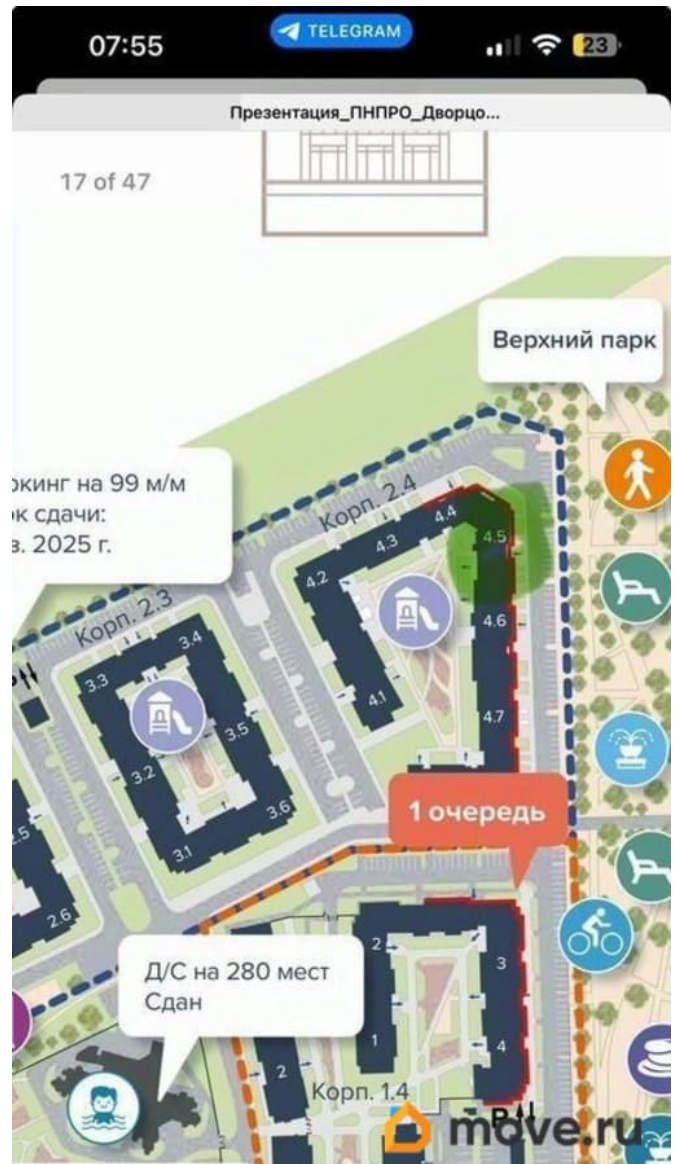 07:55
TELEGRAM
23
Презентация_ПНПРО_Дворцо...
17 of 47
Верхний парк
ркинг на 99 м/м
ок сдачи:
в. 2025 г.
Корп. 2.4
4.4
4.5
4.3
4.2
4.6
4.1
4.7
Корп. 2.3
3.4
3.3
3.5
3.2
3.6
3.1
1 очередь
2.5
2.6
Д/С на 280 мест
Сдан
2
3
1
4
2
Корп. 1.4
P
move.ru